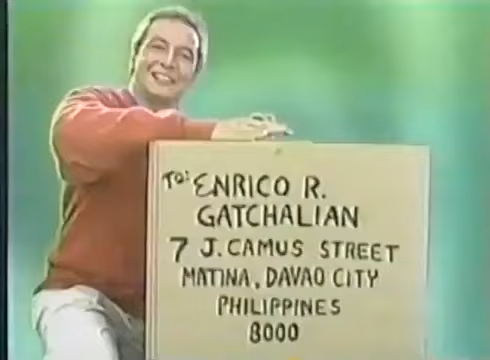 TO: ENRICO R.
GATCHALIAN
7 J. CAMUS STREET
MATINA, DAVAO CITY
PHILIPPINES
8000